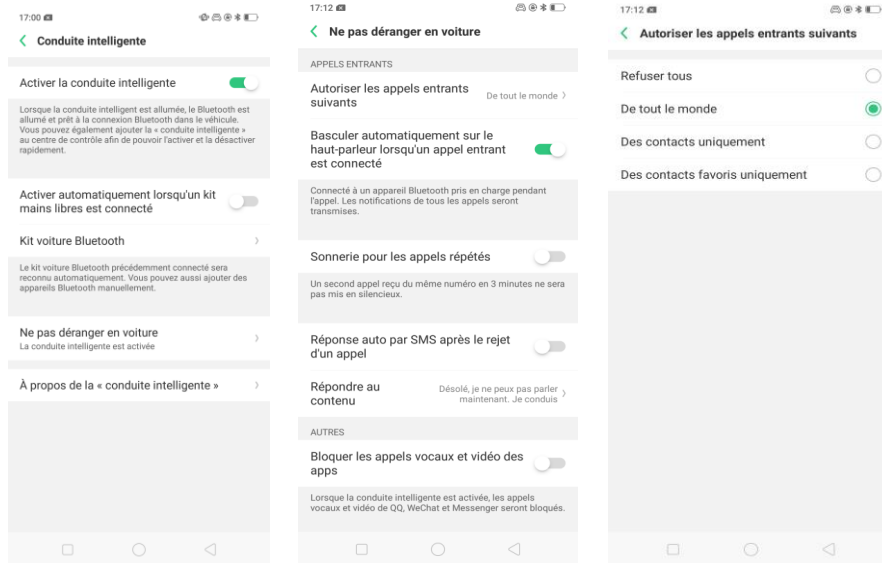 17:00
Conduite intelligente
Activer la conduite intelligente
Lorsque la conduite intelligent est allumée, le Bluetooth est
allumé et prêt à la connexion Bluetooth dans le véhicule.
Vous pouvez également ajouter la « conduite intelligente »
au centre de contrôle afin de pouvoir l'activer et la désactiver
rapidement.
Activer automatiquement lorsqu'un kit
mains libres est connecté
Kit voiture Bluetooth
Le kit voiture Bluetooth précédemment connecté sera
reconnu automatiquement. Vous pouvez aussi ajouter des
appareils Bluetooth manuellement.
Ne pas déranger en voiture
La conduite intelligente est activée
À propos de la « conduite intelligente »
17:12
Ne pas déranger en voiture
APPELS ENTRANTS
Autoriser les appels entrants
suivants
De tout le monde
Basculer automatiquement sur le
haut-parleur lorsqu'un appel entrant
est connecté
Connecté à un appareil Bluetooth pris en charge pendant
l'appel. Les notifications de tous les appels seront
transmises.
Sonnerie pour les appels répétés
Un second appel reçu du même numéro en 3 minutes ne sera
pas mis en silencieux.
Réponse auto par SMS après le rejet
d'un appel
Répondre au
contenu
Désolé, je ne peux pas parler
maintenant. Je conduis
AUTRES
Bloquer les appels vocaux et vidéo des
apps
Lorsque la conduite intelligente est activée, les appels
vocaux et vidéo de QQ, WeChat et Messenger seront bloqués.
17:12
Autoriser les appels entrants suivants
Refuser tous
De tout le monde
Des contacts uniquement
Des contacts favoris uniquement